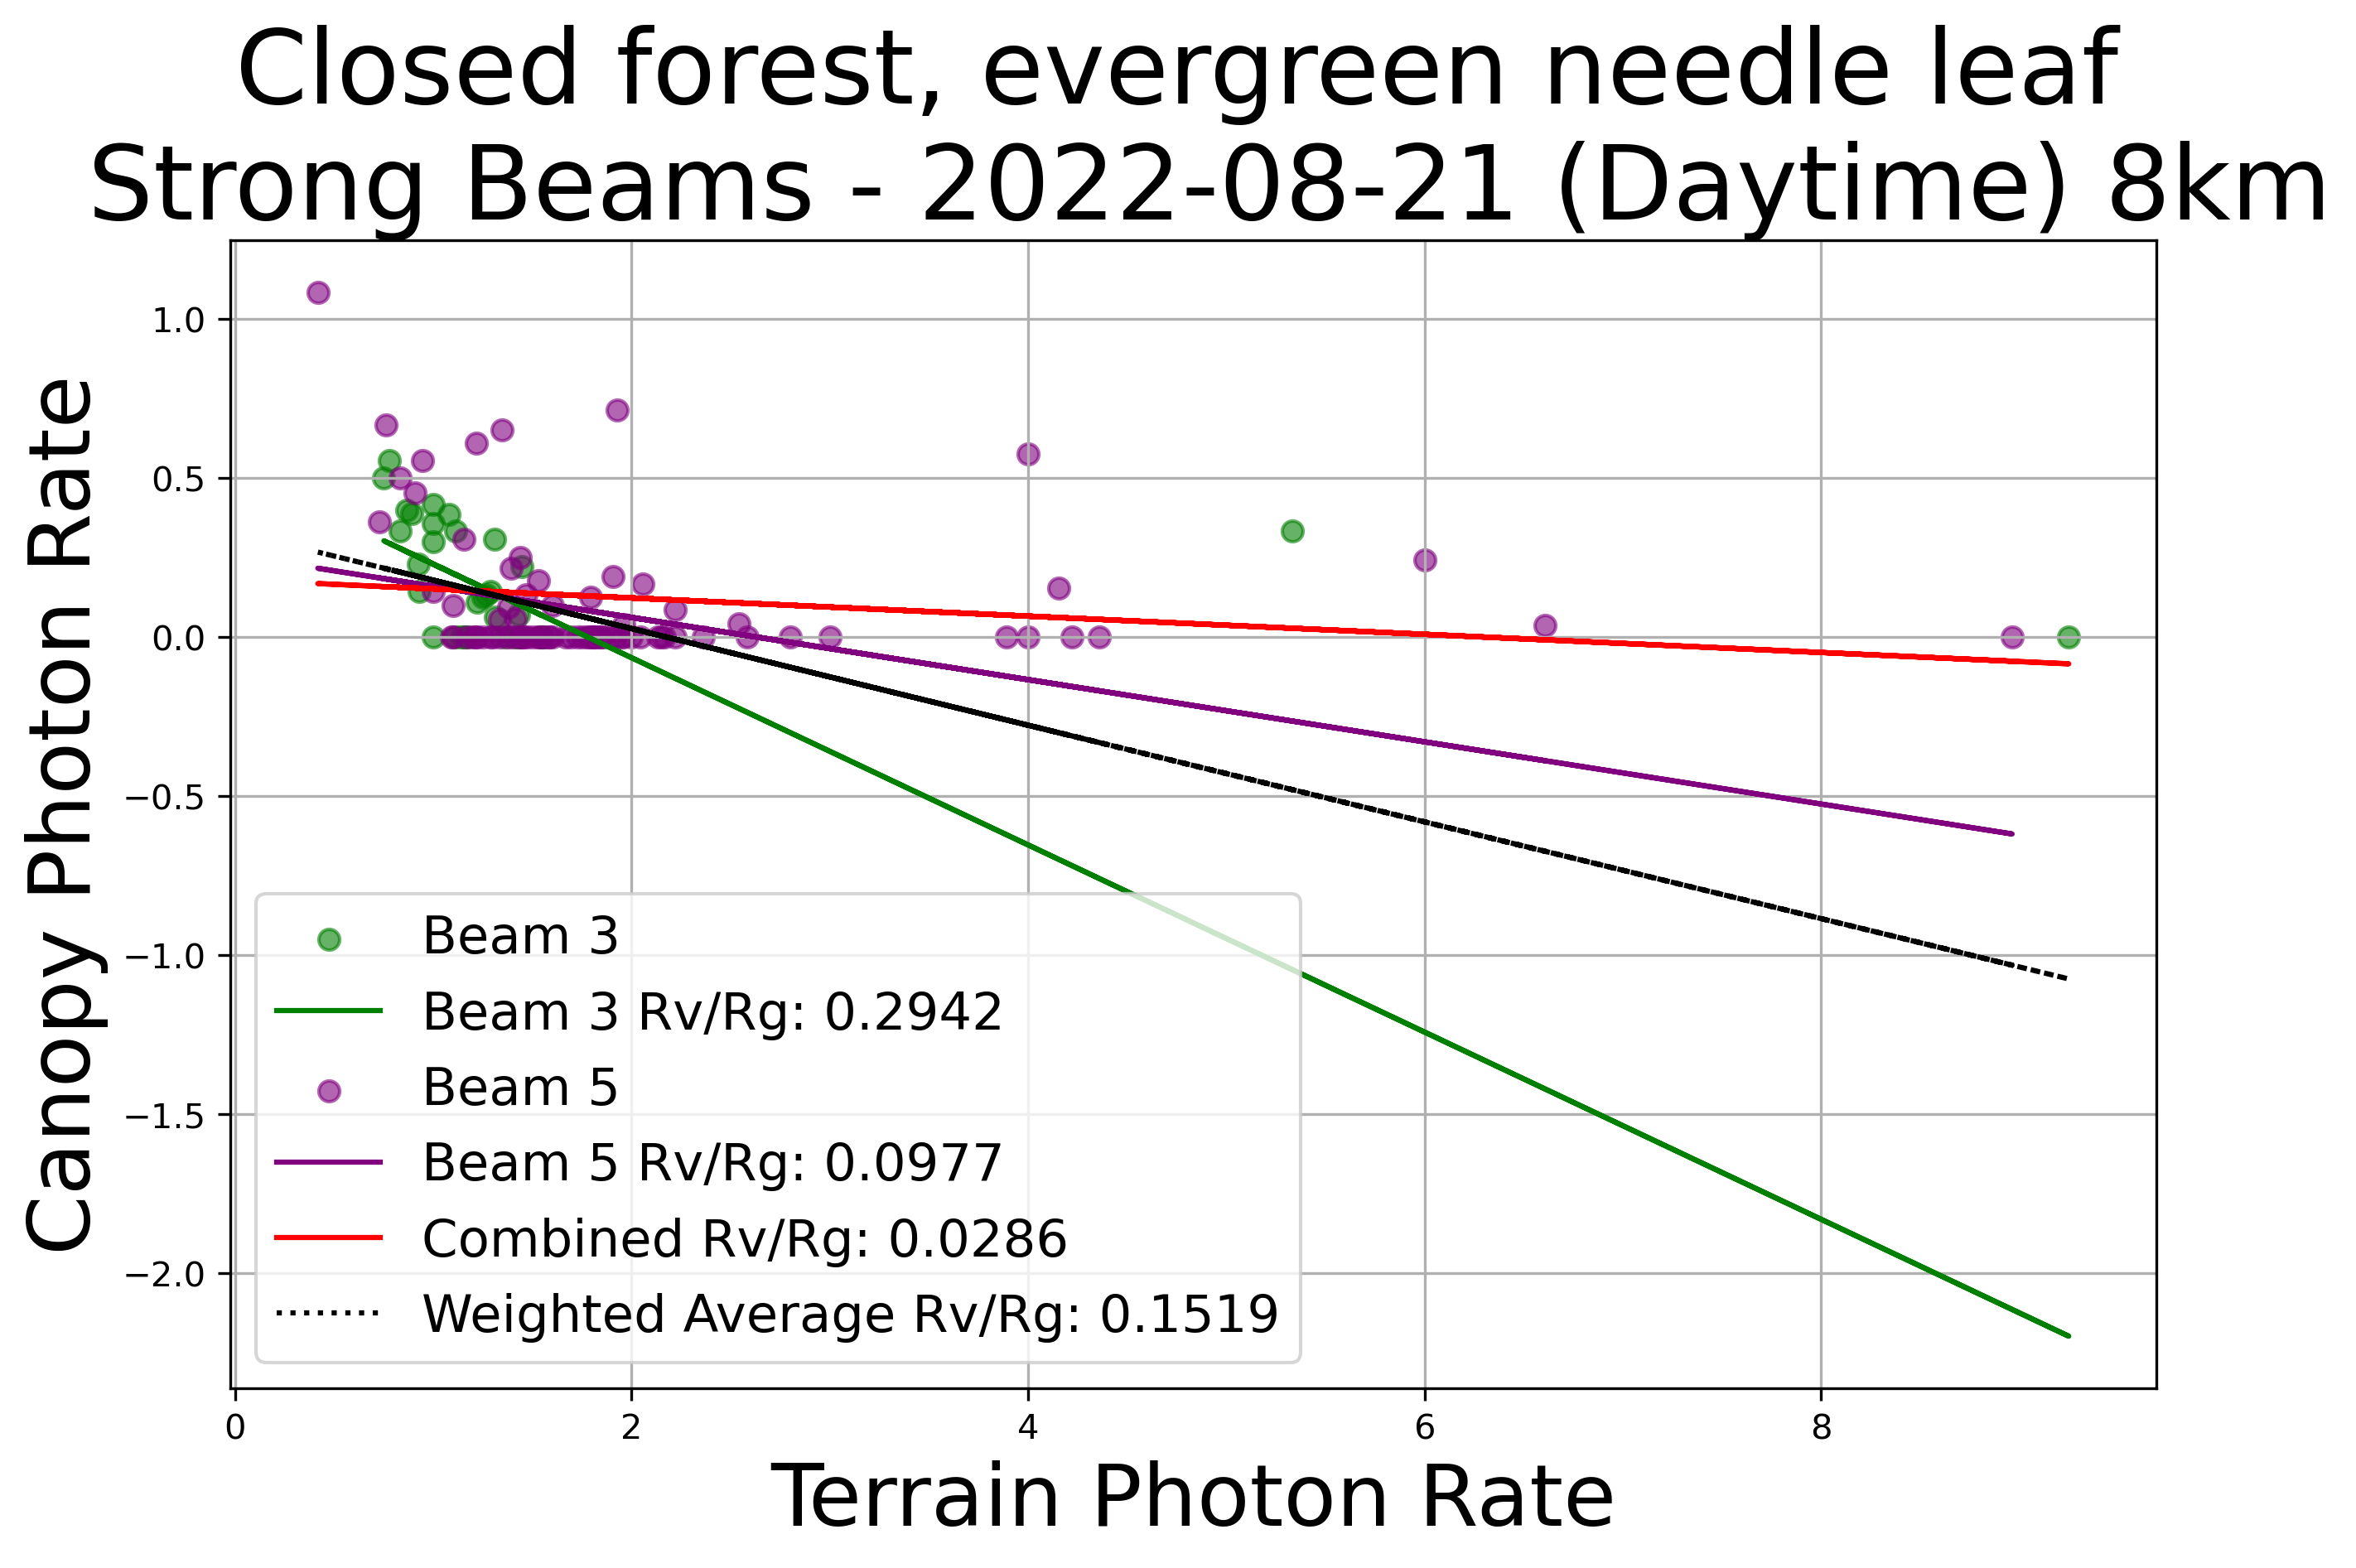 Closed forest, evergreen needle leaf
Strong Beams - 2022-08-21 (Daytime) 8km
Canopy Photon Rate
1.0
0.5
0.0
−0.5
−1.0
−1.5
−2.0
Beam 3
Beam 3 Rv/Rg: 0.2942
Beam 5
Beam 5 Rv/Rg: 0.0977
Combined Rv/Rg: 0.0286
Weighted Average Rv/Rg: 0.1519
0 2 4 6 8
Terrain Photon Rate